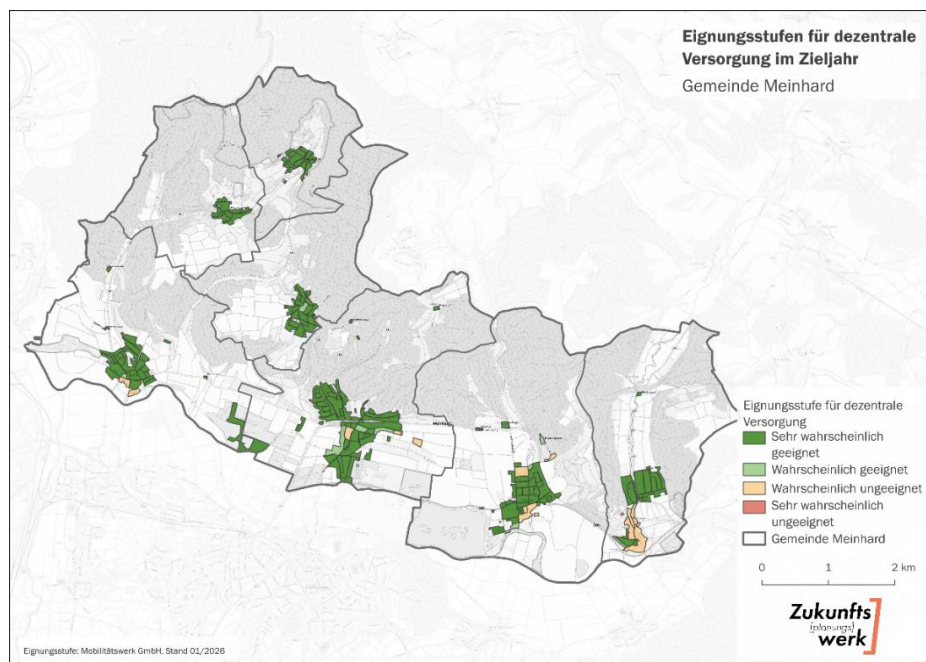 Eignungsstufen für dezentrale
Versorgung im Zieljahr
Gemeinde Meinhard
Eignungsstufe für dezentrale
Versorgung
Sehr wahrscheinlich
geeignet
Wahrscheinlich geeignet
Wahrscheinlich ungeeignet
Sehr wahrscheinlich
ungeeignet
Gemeinde Meinhard
0 1 2 km
Zukunfts
[planungs]
werk
Eignungsstufe: Mobilitätswerk GmbH, Stand 01/2026